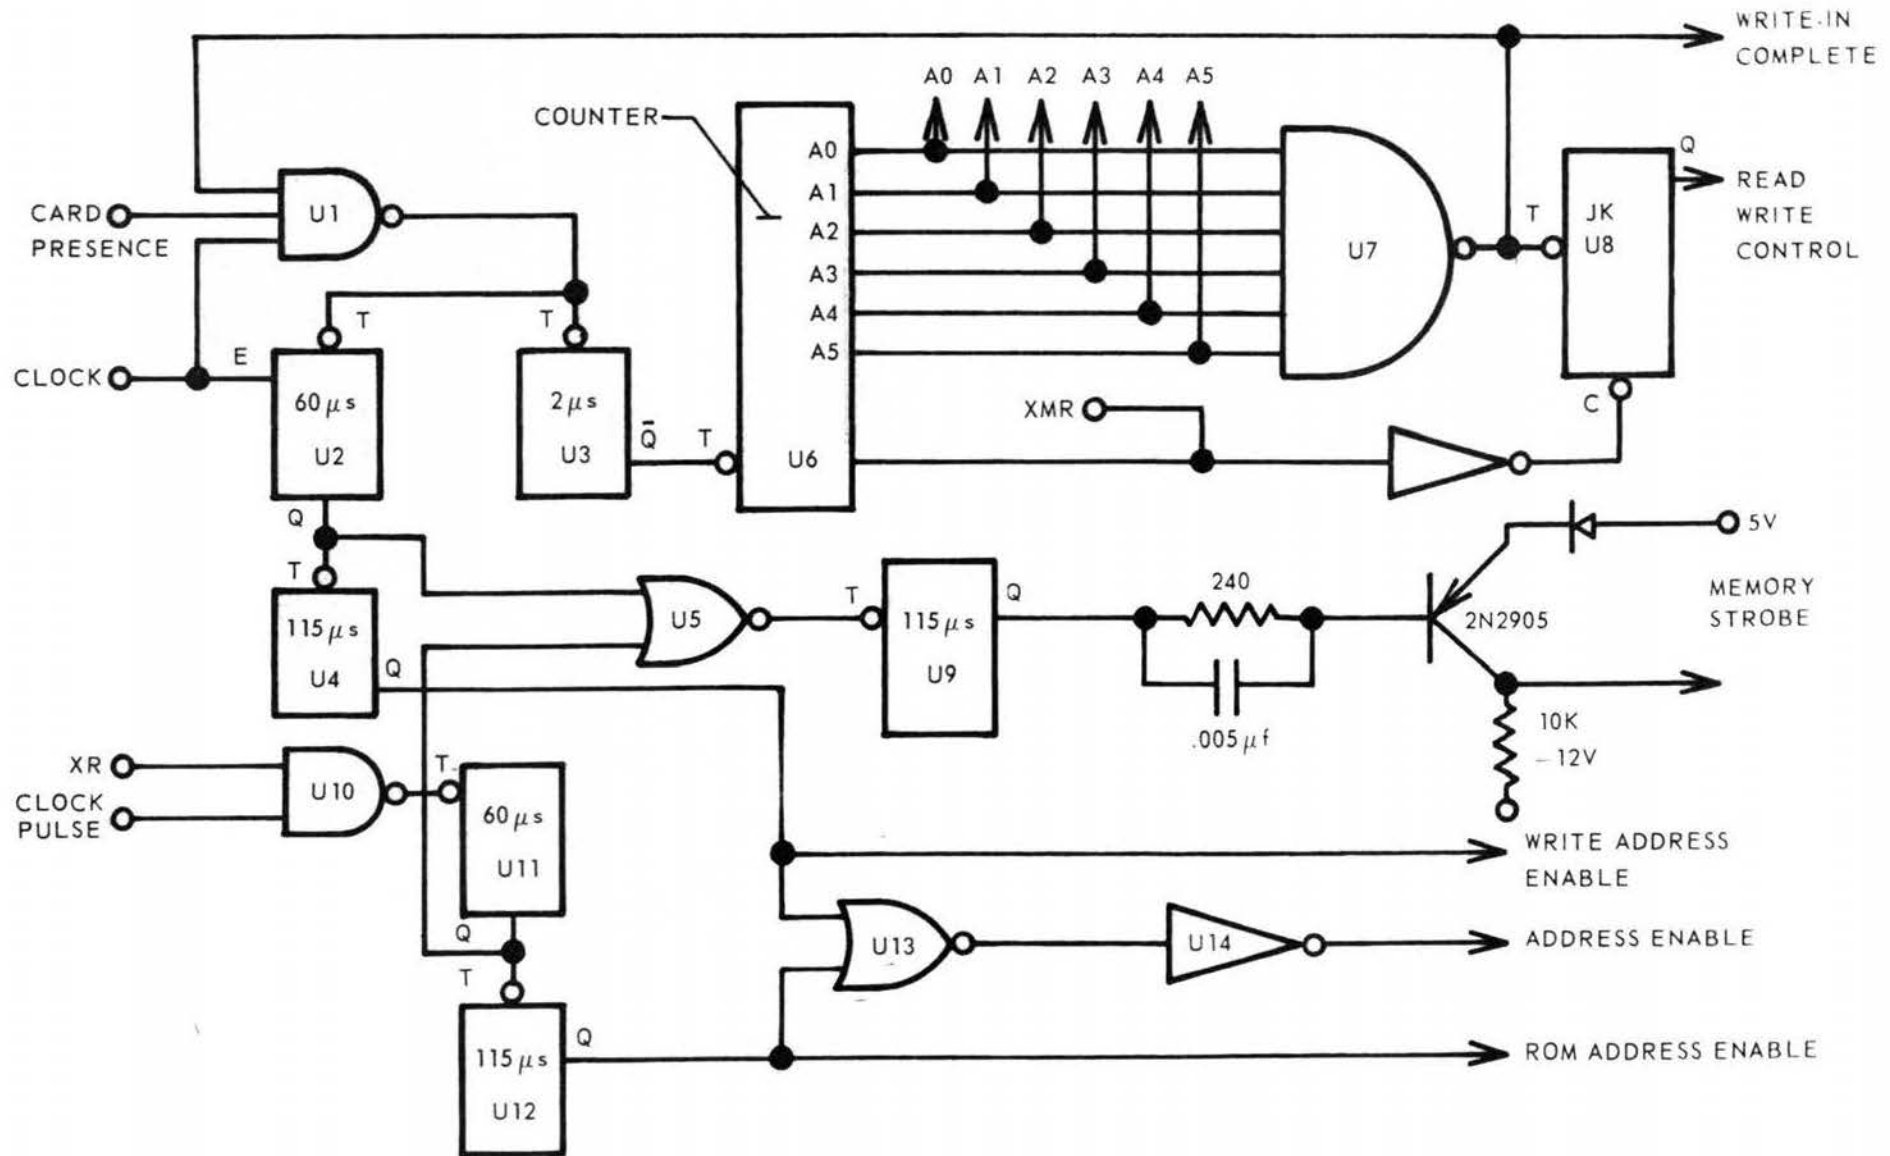 WRITE-IN
COMPLETE
A0 A1 A2 A3 A4 A5
COUNTER
A0
A1
A2
A3
A4
A5
U6
U7
T
JK
U8
Q
READ
WRITE
CONTROL
C
XMR
CARD
PRESENCE
U1
CLOCK
E
T
60 μs
U2
Q
T
2 μs
U3
Q̄
T
T
115 μs
U4
Q
U5
T
115 μs
U9
Q
240
.005 μf
2N2905
5V
MEMORY
STROBE
10K
-12V
XR
CLOCK
PULSE
U10
T
60 μs
U11
Q
T
115 μs
U12
Q
U13
U14
WRITE ADDRESS
ENABLE
ADDRESS ENABLE
ROM ADDRESS ENABLE